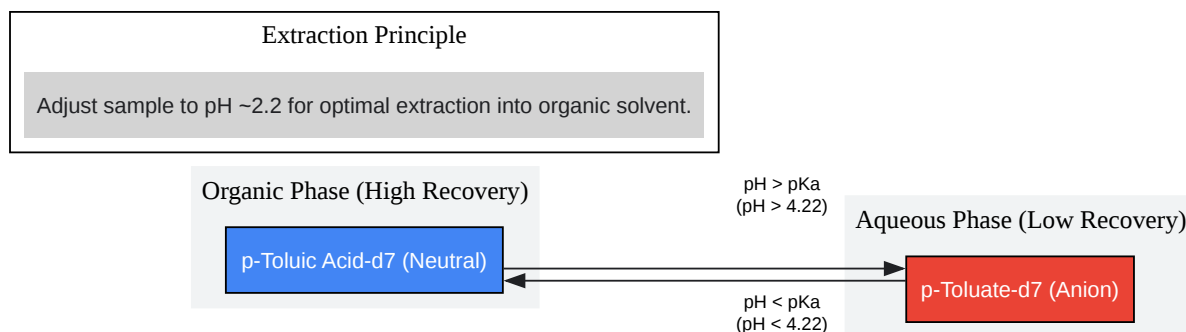 Extraction Principle
Adjust sample to pH ~2.2 for optimal extraction into organic solvent.
Organic Phase (High Recovery)
p-Toluic Acid-d7 (Neutral)
pH > pKa
(pH > 4.22)
Aqueous Phase (Low Recovery)
p-Toluate-d7 (Anion)
pH < pKa
(pH < 4.22)